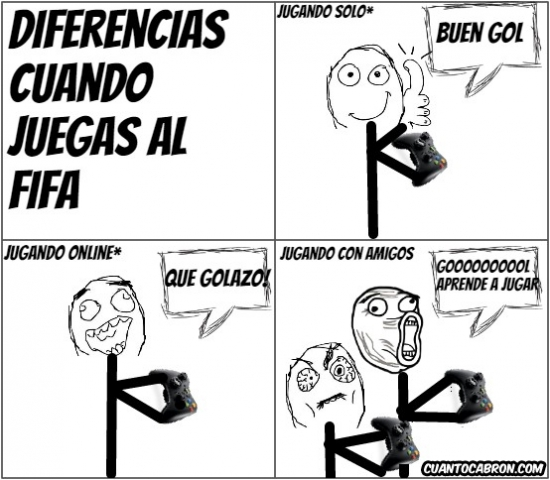 DIFERENCIAS
CUANDO
JUEGAS AL
FIFA
JUGANDO SOLO*
BUEN GOL
JUGANDO ONLINE*
QUE GOLAZO!
JUGANDO CON AMIGOS
GOOOOOOOOOL
APRENDE A JUGAR
CUANTOCABRON.COM